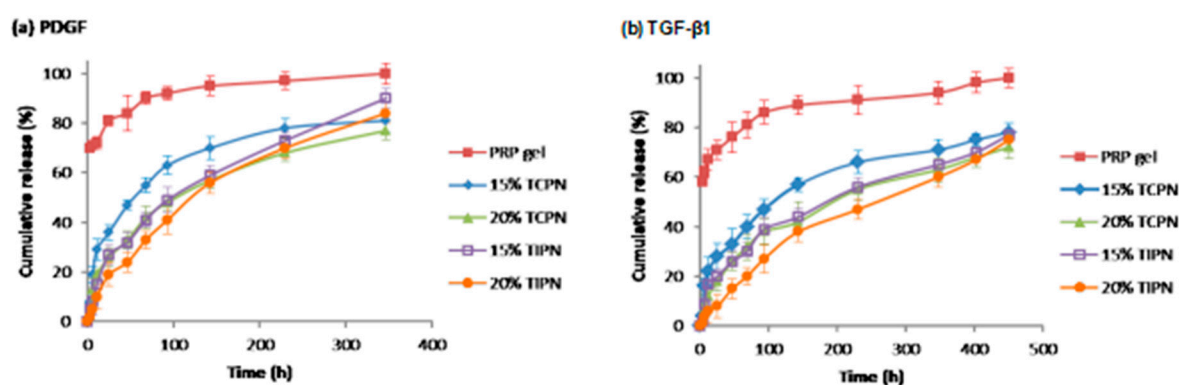 (a) PDGF
Cumulative release (%)
100
80
60
40
20
0
0 100 200 300 400
Time (h)
PRP gel
15% TCPN
20% TCPN
15% TIPN
20% TIPN
(b) TGF-β1
Cumulative release (%)
100
80
60
40
20
0
0 100 200 300 400 500
Time (h)
PRP gel
15% TCPN
20% TCPN
15% TIPN
20% TIPN